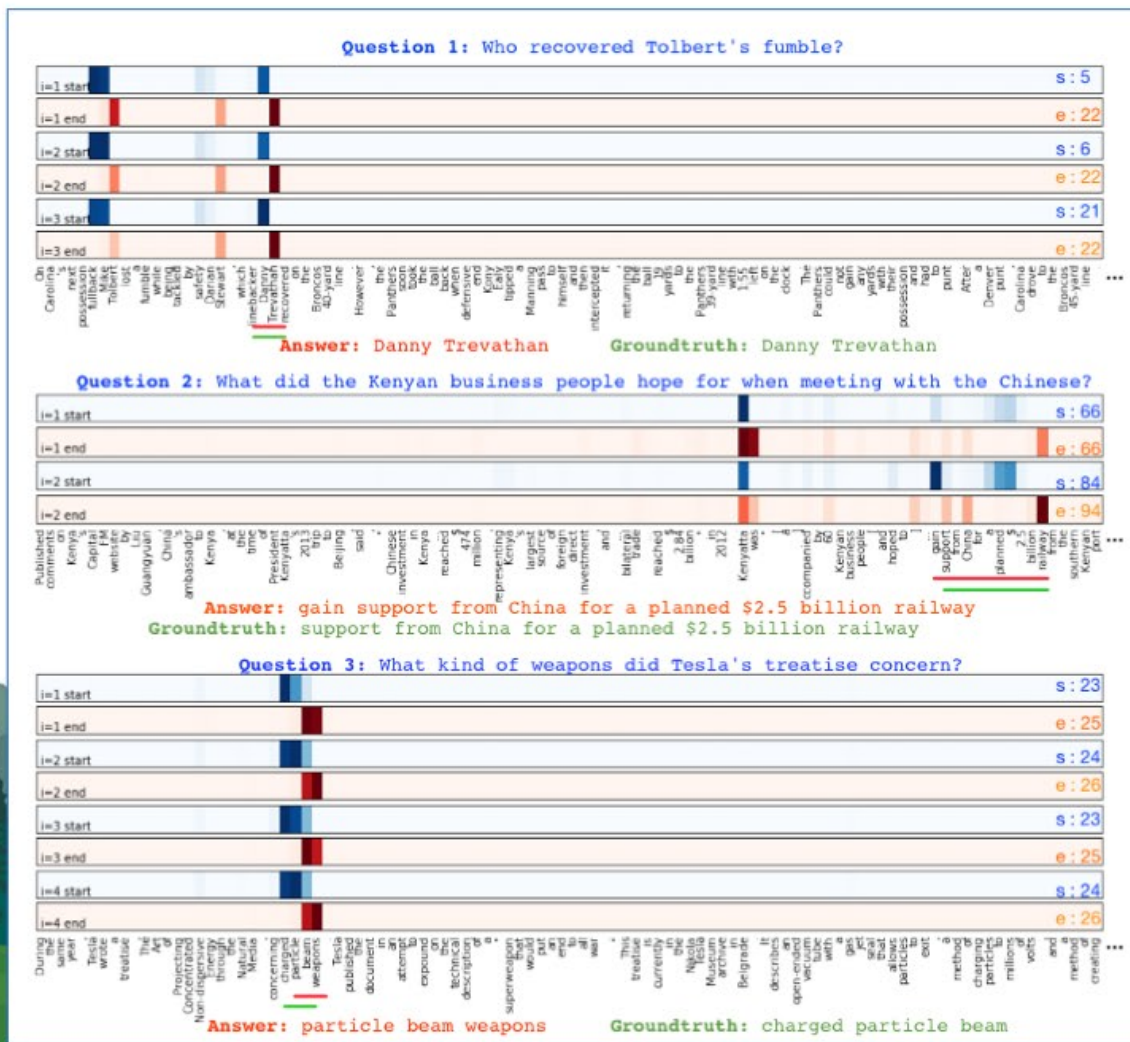 Question 1: Who recovered Tolbert's fumble?
i=1 start s:5
i=1 end e:22
i=2 start s:6
i=2 end e:22
i=3 start s:21
i=3 end e:22
On Carolina 's next possession fullback Mike Tolbert lost a fumble while being tackled by safety Darian Stewart , which linebacker Danny Trevathan recovered on the Broncos 40-yard line . However , the Panthers soon took the ball back when defensive end Kony Ealy tipped a Manning pass to himself and then intercepted it , returning the ball 19 yards to the Panthers 39-yard line with 1:55 left on the clock . The Panthers could not gain any yards with their possession and had to punt . After a Denver punt , Carolina drove to the Broncos 45-yard line ...
Answer: Danny Trevathan Groundtruth: Danny Trevathan
Question 2: What did the Kenyan business people hope for when meeting with the Chinese?
i=1 start s:66
i=1 end e:66
i=2 start s:84
i=2 end e:94
Published comments on Kenya 's Capital FM website by Liu Guangyuan , China 's ambassador to Kenya , at the time of President Kenyatta 's 2013 trip to Beijing , said , " Chinese investment in Kenya reached $ 474 million , representing Kenya 's largest source of foreign direct investment , and bilateral trade reached $ 2.84 billion " in 2012 . Kenyatta was " [ a ] ccompanied by 60 Kenyan business people [ and hoped to ] gain support from China for a planned $ 2.5 billion railway from the southern Kenyan port ...
Answer: gain support from China for a planned $2.5 billion railway
Groundtruth: support from China for a planned $2.5 billion railway
Question 3: What kind of weapons did Tesla's treatise concern?
i=1 start s:23
i=1 end e:25
i=2 start s:24
i=2 end e:26
i=3 start s:23
i=3 end e:25
i=4 start s:24
i=4 end e:26
During the same year , Tesla wrote a treatise , The Art of Projecting Concentrated Non-dispersive Energy through the Natural Media , concerning charged particle beam weapons . Tesla published the document in an attempt to expound on the technical description of a " superweapon that would put an end to all war . " This treatise is currently in the Nikola Tesla Museum archive in Belgrade . It describes an open-ended vacuum tube with a gas jet seal that allows particles to exit , a method of charging particles to millions of volts , and a method of creating ...
Answer: particle beam weapons Groundtruth: charged particle beam